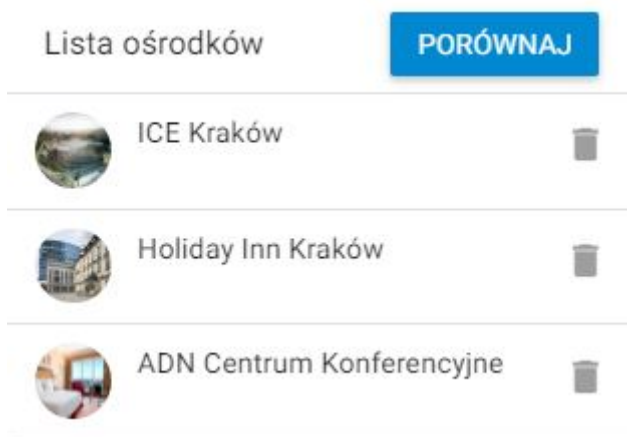 Lista ośrodków
PORÓWNAJ
ICE Kraków
Holiday Inn Kraków
ADN Centrum Konferencyjne